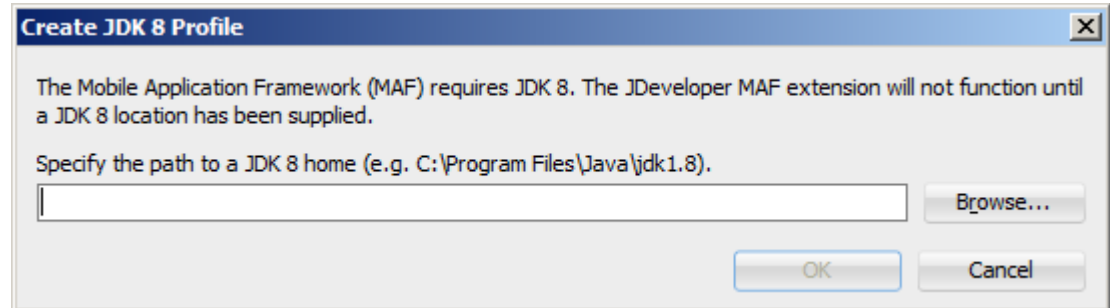 Create JDK 8 Profile
The Mobile Application Framework (MAF) requires JDK 8. The JDeveloper MAF extension will not function until
a JDK 8 location has been supplied.
Specify the path to a JDK 8 home (e.g. C:\Program Files\Java\jdk1.8).
Browse...
OK Cancel